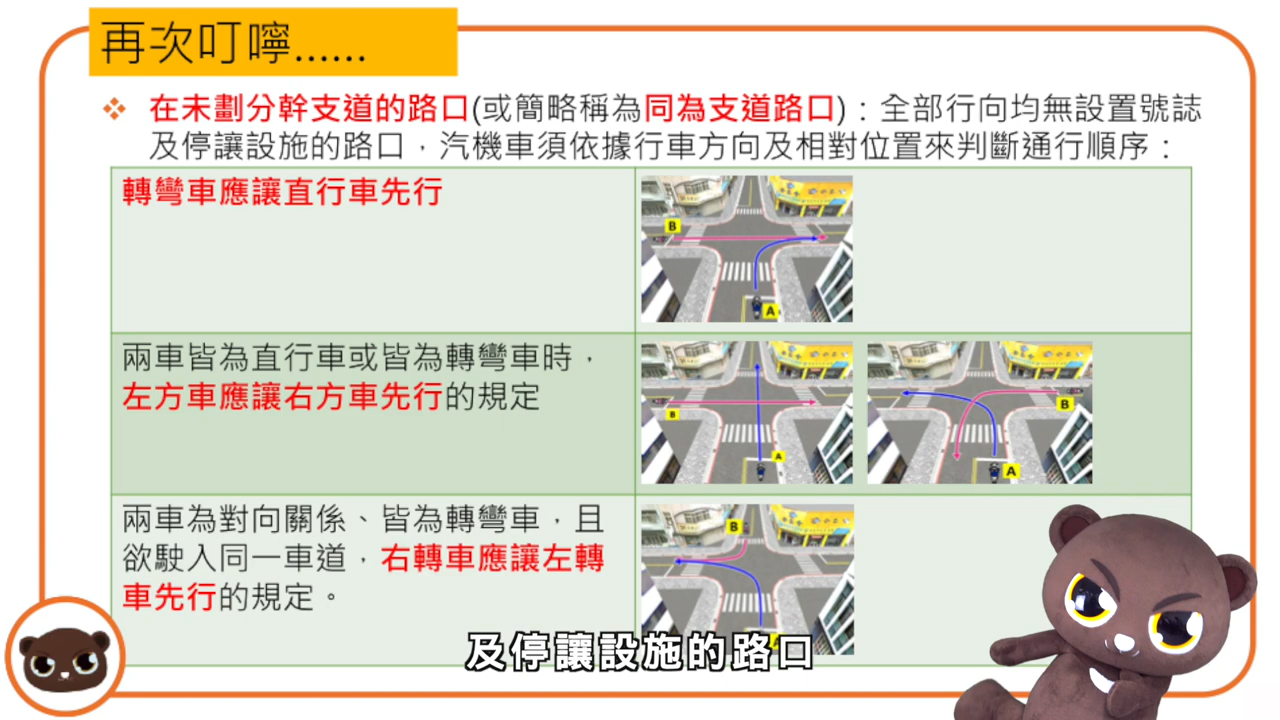 再次叮嚀......
在未劃分幹支道的路口(或簡略稱為同為支道路口)：全部行向均無設置號誌
及停讓設施的路口，汽機車須依據行車方向及相對位置來判斷通行順序：
轉彎車應讓直行車先行
B
A
兩車皆為直行車或皆為轉彎車時，
左方車應讓右方車先行的規定
B
A
B
A
兩車為對向關係、皆為轉彎車，且
欲駛入同一車道，右轉車應讓左轉
車先行的規定。
B
A
及停讓設施的路口